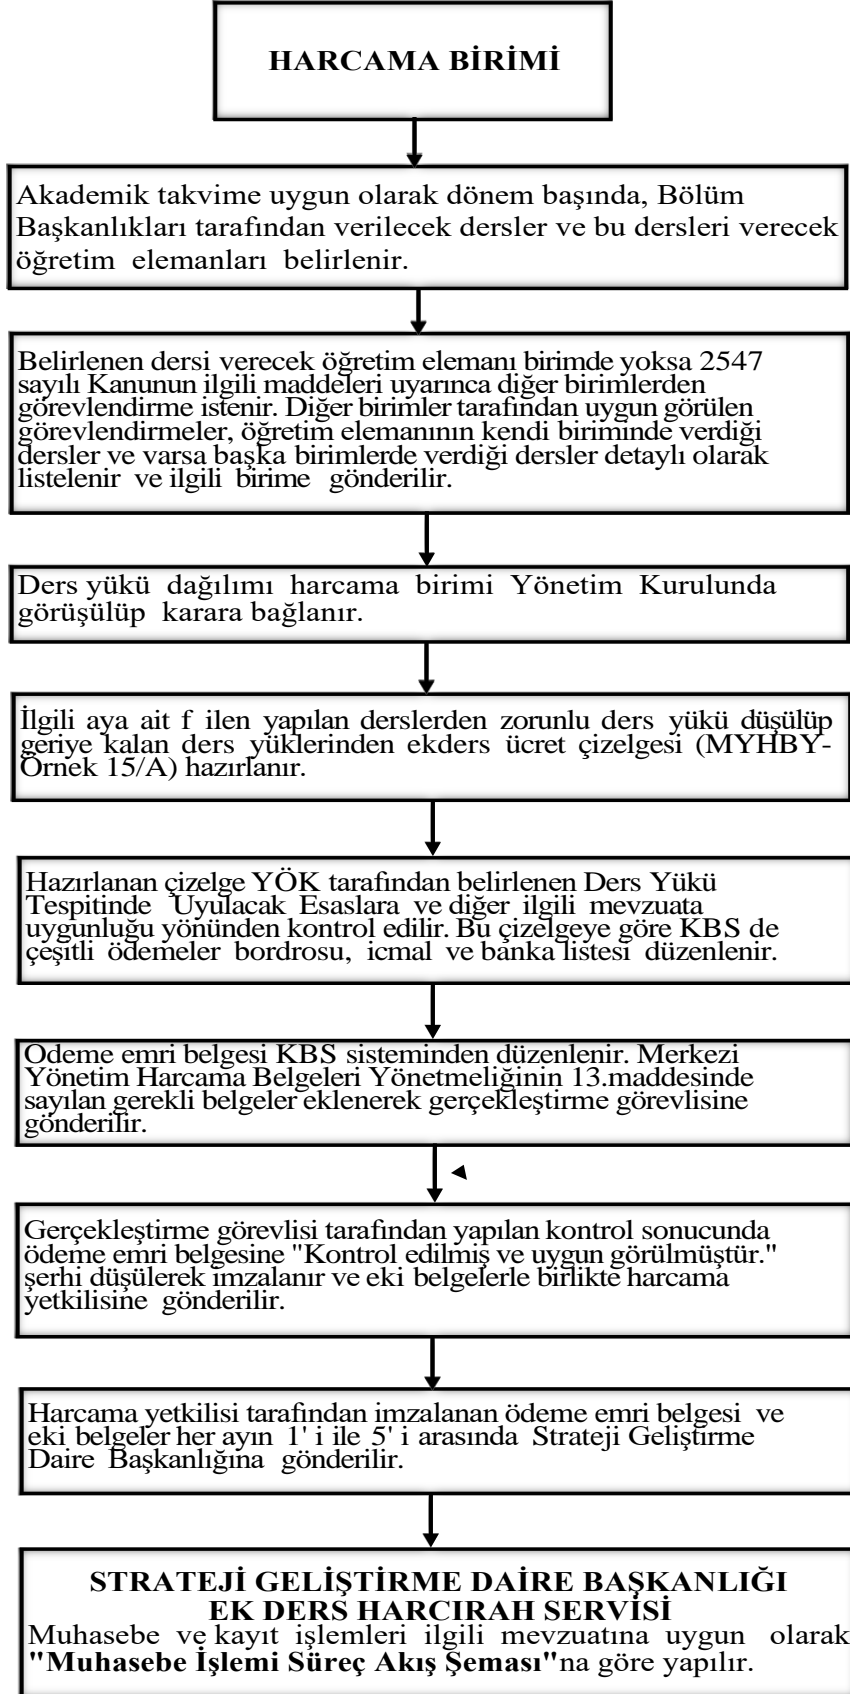 HARCAMA BİRİMİ
Akademik takvime uygun olarak dönem başında, Bölüm
Başkanlıkları tarafından verilecek dersler ve bu dersleri verecek
öğretim elemanları belirlenir.
Belirlenen dersi verecek öğretim elemanı birimde yoksa 2547
sayılı Kanunun ilgili maddeleri uyarınca diğer birimlerden
görevlendirme istenir. Diğer birimler tarafından uygun görülen
görevlendirmeler, öğretim elemanının kendi biriminde verdiği
dersler ve varsa başka birimlerde verdiği dersler detaylı olarak
listelenir ve ilgili birime gönderilir.
Ders yükü dağılımı harcama birimi Yönetim Kurulunda
görüşülüp karara bağlanır.
İlgili aya ait f ilen yapılan derslerden zorunlu ders yükü düşülüp
geriye kalan ders yüklerinden ekders ücret çizelgesi (MYHBY-
Örnek 15/A) hazırlanır.
Hazırlanan çizelge YÖK tarafından belirlenen Ders Yükü
Tespitinde Uyulacak Esaslara ve diğer ilgili mevzuata
uygunluğu yönünden kontrol edilir. Bu çizelgeye göre KBS de
çeşitli ödemeler bordrosu, icmal ve banka listesi düzenlenir.
Ödeme emri belgesi KBS sisteminden düzenlenir. Merkezi
Yönetim Harcama Belgeleri Yönetmeliğinin 13.maddesinde
sayılan gerekli belgeler eklenerek gerçekleştirme görevlisine
gönderilir.
Gerçekleştirme görevlisi tarafından yapılan kontrol sonucunda
ödeme emri belgesine "Kontrol edilmiş ve uygun görülmüştür."
şerhi düşülerek imzalanır ve eki belgelerle birlikte harcama
yetkilisine gönderilir.
Harcama yetkilisi tarafından imzalanan ödeme emri belgesi ve
eki belgeler her ayın 1' i ile 5' i arasında Strateji Geliştirme
Daire Başkanlığına gönderilir.
STRATEJİ GELİŞTİRME DAİRE BAŞKANLIĞI
EK DERS HARCIRAH SERVİSİ
Muhasebe ve kayıt işlemleri ilgili mevzuatına uygun olarak
"Muhasebe İşlemi Süreç Akış Şeması"na göre yapılır.